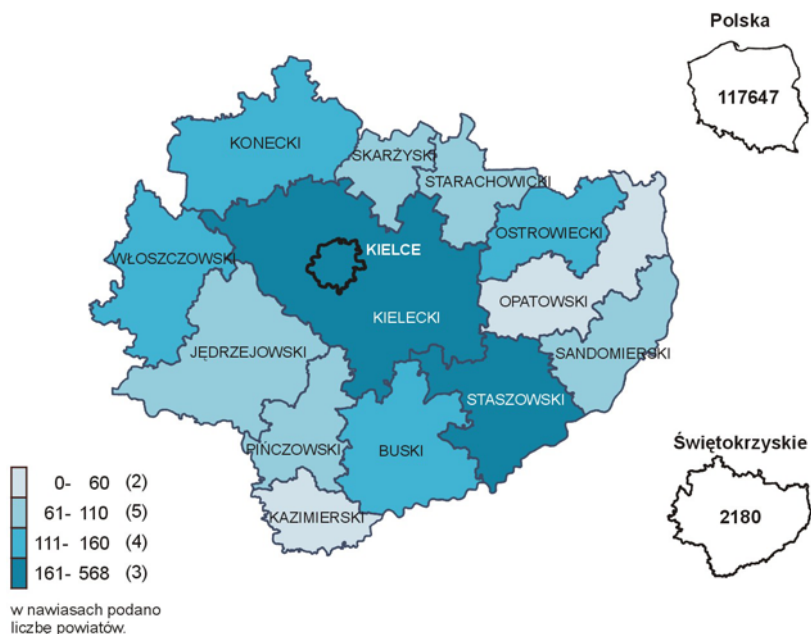 Polska
117647
KONECKI
SKARŻYSKI
STARACHOWICKI
OSTROWIECKI
KIELCE
WŁOSZCZOWSKI
OPATOWSKI
KIELECKI
JĘDRZEJOWSKI
SANDOMIERSKI
STASZOWSKI
PIŃCZOWSKI
BUSKI
KAZIMIERSKI
Świętokrzyskie
2180
0- 60 (2)
61- 110 (5)
111- 160 (4)
161- 568 (3)
w nawiasach podano
liczbe powiatów.